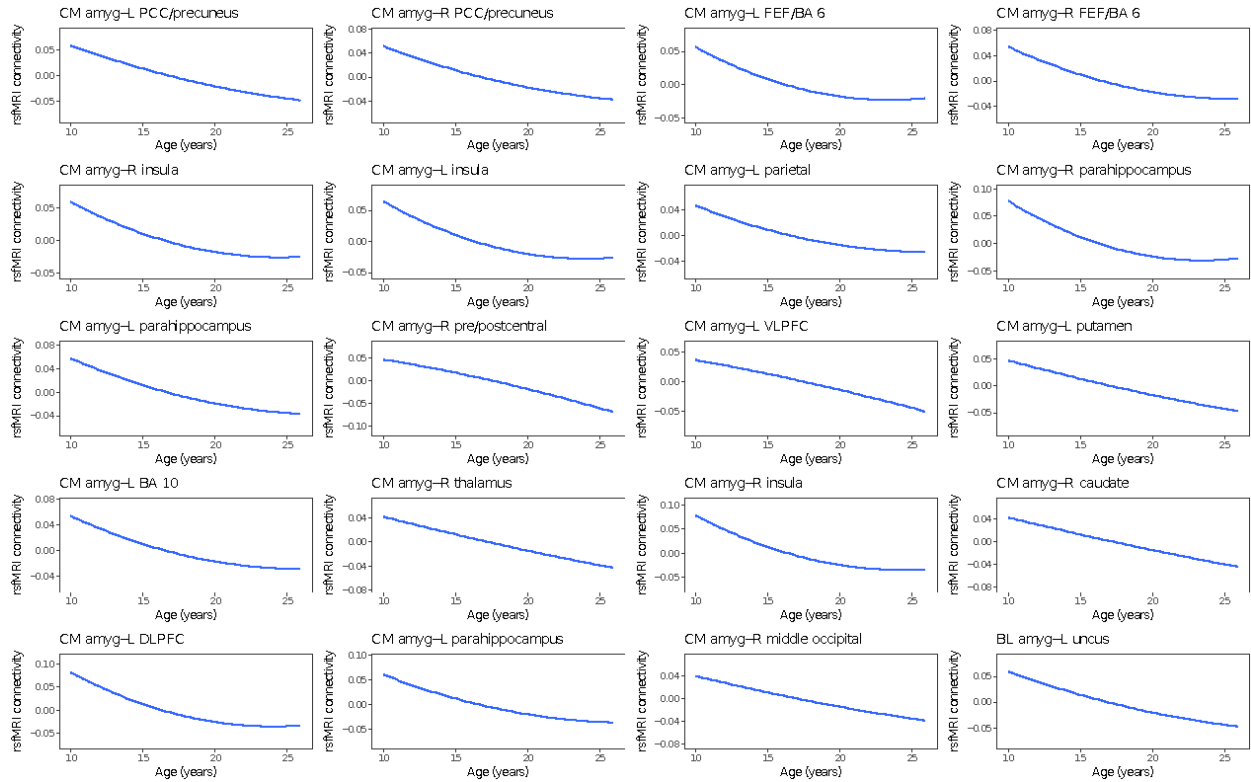 CM amyg−L PCC/precuneus
rsfMRI connectivity
0.05
0.00
−0.05
10 15 20 25
Age (years)
CM amyg−R PCC/precuneus
rsfMRI connectivity
0.04
0.00
−0.04
10 15 20 25
Age (years)
CM amyg−L FEF/BA 6
rsfMRI connectivity
0.05
0.00
−0.05
10 15 20 25
Age (years)
CM amyg−R FEF/BA 6
rsfMRI connectivity
0.08
0.04
0.00
−0.04
10 15 20 25
Age (years)
CM amyg−R insula
rsfMRI connectivity
0.05
0.00
−0.05
10 15 20 25
Age (years)
CM amyg−L insula
rsfMRI connectivity
0.05
0.00
−0.05
10 15 20 25
Age (years)
CM amyg−L parietal
rsfMRI connectivity
0.04
0.00
−0.04
10 15 20 25
Age (years)
CM amyg−R parahippocampus
rsfMRI connectivity
0.10
0.05
0.00
−0.05
10 15 20 25
Age (years)
CM amyg−L parahippocampus
rsfMRI connectivity
0.08
0.04
0.00
−0.04
10 15 20 25
Age (years)
CM amyg−R pre/postcentral
rsfMRI connectivity
0.05
0.00
−0.05
−0.10
10 15 20 25
Age (years)
CM amyg−L VLPFC
rsfMRI connectivity
0.05
0.00
−0.05
10 15 20 25
Age (years)
CM amyg−L putamen
rsfMRI connectivity
0.05
0.00
−0.05
10 15 20 25
Age (years)
CM amyg−L BA 10
rsfMRI connectivity
0.08
0.04
0.00
−0.04
10 15 20 25
Age (years)
CM amyg−R thalamus
rsfMRI connectivity
0.04
0.00
−0.04
−0.08
10 15 20 25
Age (years)
CM amyg−R insula
rsfMRI connectivity
0.10
0.05
0.00
−0.05
10 15 20 25
Age (years)
CM amyg−R caudate
rsfMRI connectivity
0.04
0.00
−0.04
−0.08
10 15 20 25
Age (years)
CM amyg−L DLPFC
rsfMRI connectivity
0.10
0.05
0.00
−0.05
10 15 20 25
Age (years)
CM amyg−L parahippocampus
rsfMRI connectivity
0.10
0.05
0.00
−0.05
10 15 20 25
Age (years)
CM amyg−R middle occipital
rsfMRI connectivity
0.04
0.00
−0.04
−0.08
10 15 20 25
Age (years)
BL amyg−L uncus
rsfMRI connectivity
0.05
0.00
−0.05
10 15 20 25
Age (years)